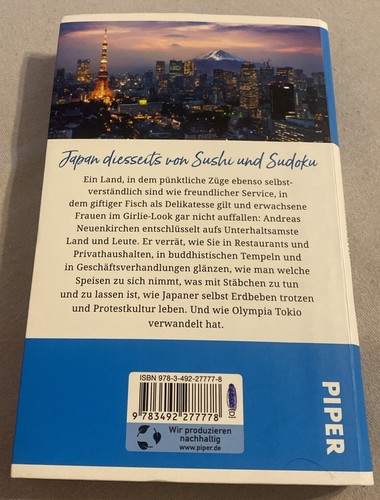 Japan diesseits von Sushi und Sudoku
Ein Land, in dem pünktliche Züge ebenso selbst-
verständlich sind wie freundlicher Service, in
dem giftiger Fisch als Delikatesse gilt und erwachsene
Frauen im Girlie-Look gar nicht auffallen: Andreas
Neuenkirchen entschlüsselt aufs Unterhaltsamste
Land und Leute. Er verrät, wie Sie in Restaurants und
Privathaushalten, in buddhistischen Tempeln und
in Geschäftsverhandlungen glänzen, wie man welche
Speisen zu sich nimmt, was mit Stäbchen zu tun
und zu lassen ist, wie Japaner selbst Erdbeben trotzen
und Protestkultur leben. Und wie Olympia Tokio
verwandelt hat.
ISBN 978-3-492-27777-8
9 783492 277778
Wir produzieren
nachhaltig
www.piper.de
PIPER